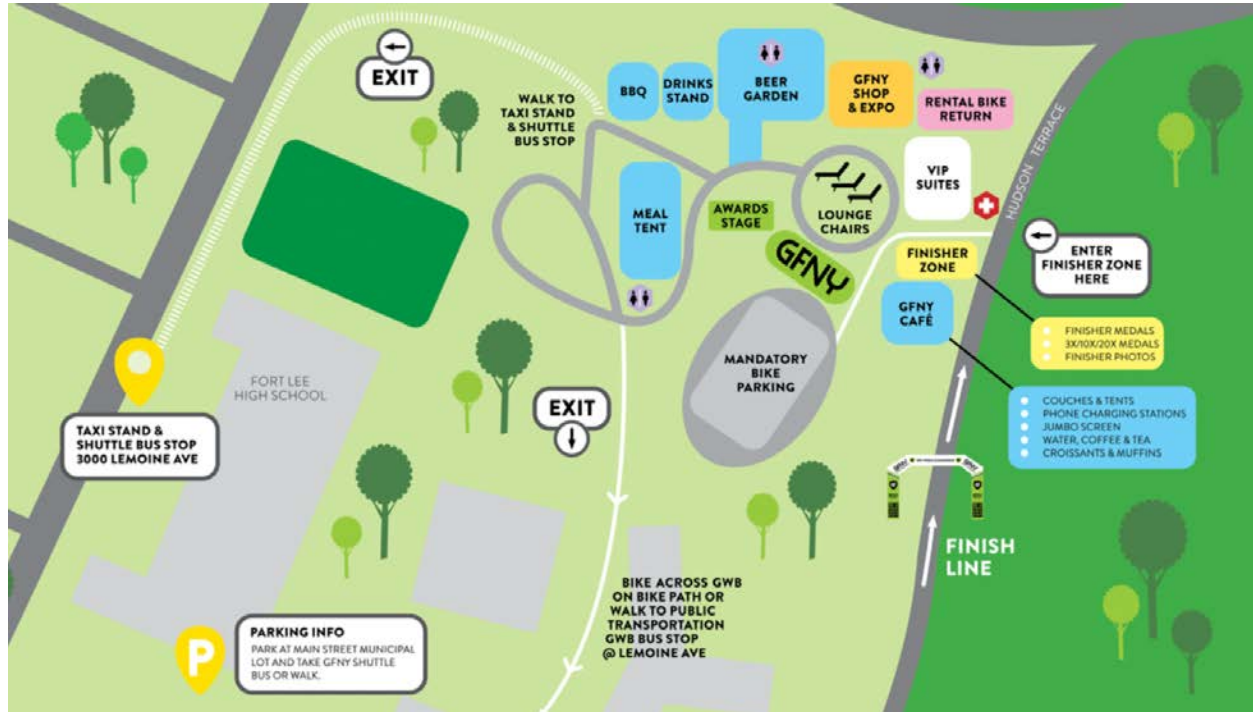 EXIT
WALK TO
TAXI STAND
& SHUTTLE
BUS STOP
BBQ
DRINKS
STAND
BEER
GARDEN
GFNY
SHOP
& EXPO
RENTAL BIKE
RETURN
VIP
SUITES
HUDSON TERRACE
MEAL
TENT
AWARDS
STAGE
LOUNGE
CHAIRS
GFNY
FINISHER
ZONE
ENTER
FINISHER ZONE
HERE
GFNY
CAFÉ
FINISHER MEDALS
3X/10X/20X MEDALS
FINISHER PHOTOS
MANDATORY
BIKE
PARKING
COUCHES & TENTS
PHONE CHARGING STATIONS
JUMBO SCREEN
WATER, COFFEE & TEA
CROISSANTS & MUFFINS
FORT LEE
HIGH SCHOOL
EXIT
TAXI STAND &
SHUTTLE BUS STOP
3000 LEMOINE AVE
GFNY
GFNY
FINISH
LINE
BIKE ACROSS GWB
ON BIKE PATH OR
WALK TO PUBLIC
TRANSPORTATION
GWB BUS STOP
@ LEMOINE AVE
P
PARKING INFO
PARK AT MAIN STREET MUNICIPAL
LOT AND TAKE GFNY SHUTTLE
BUS OR WALK.